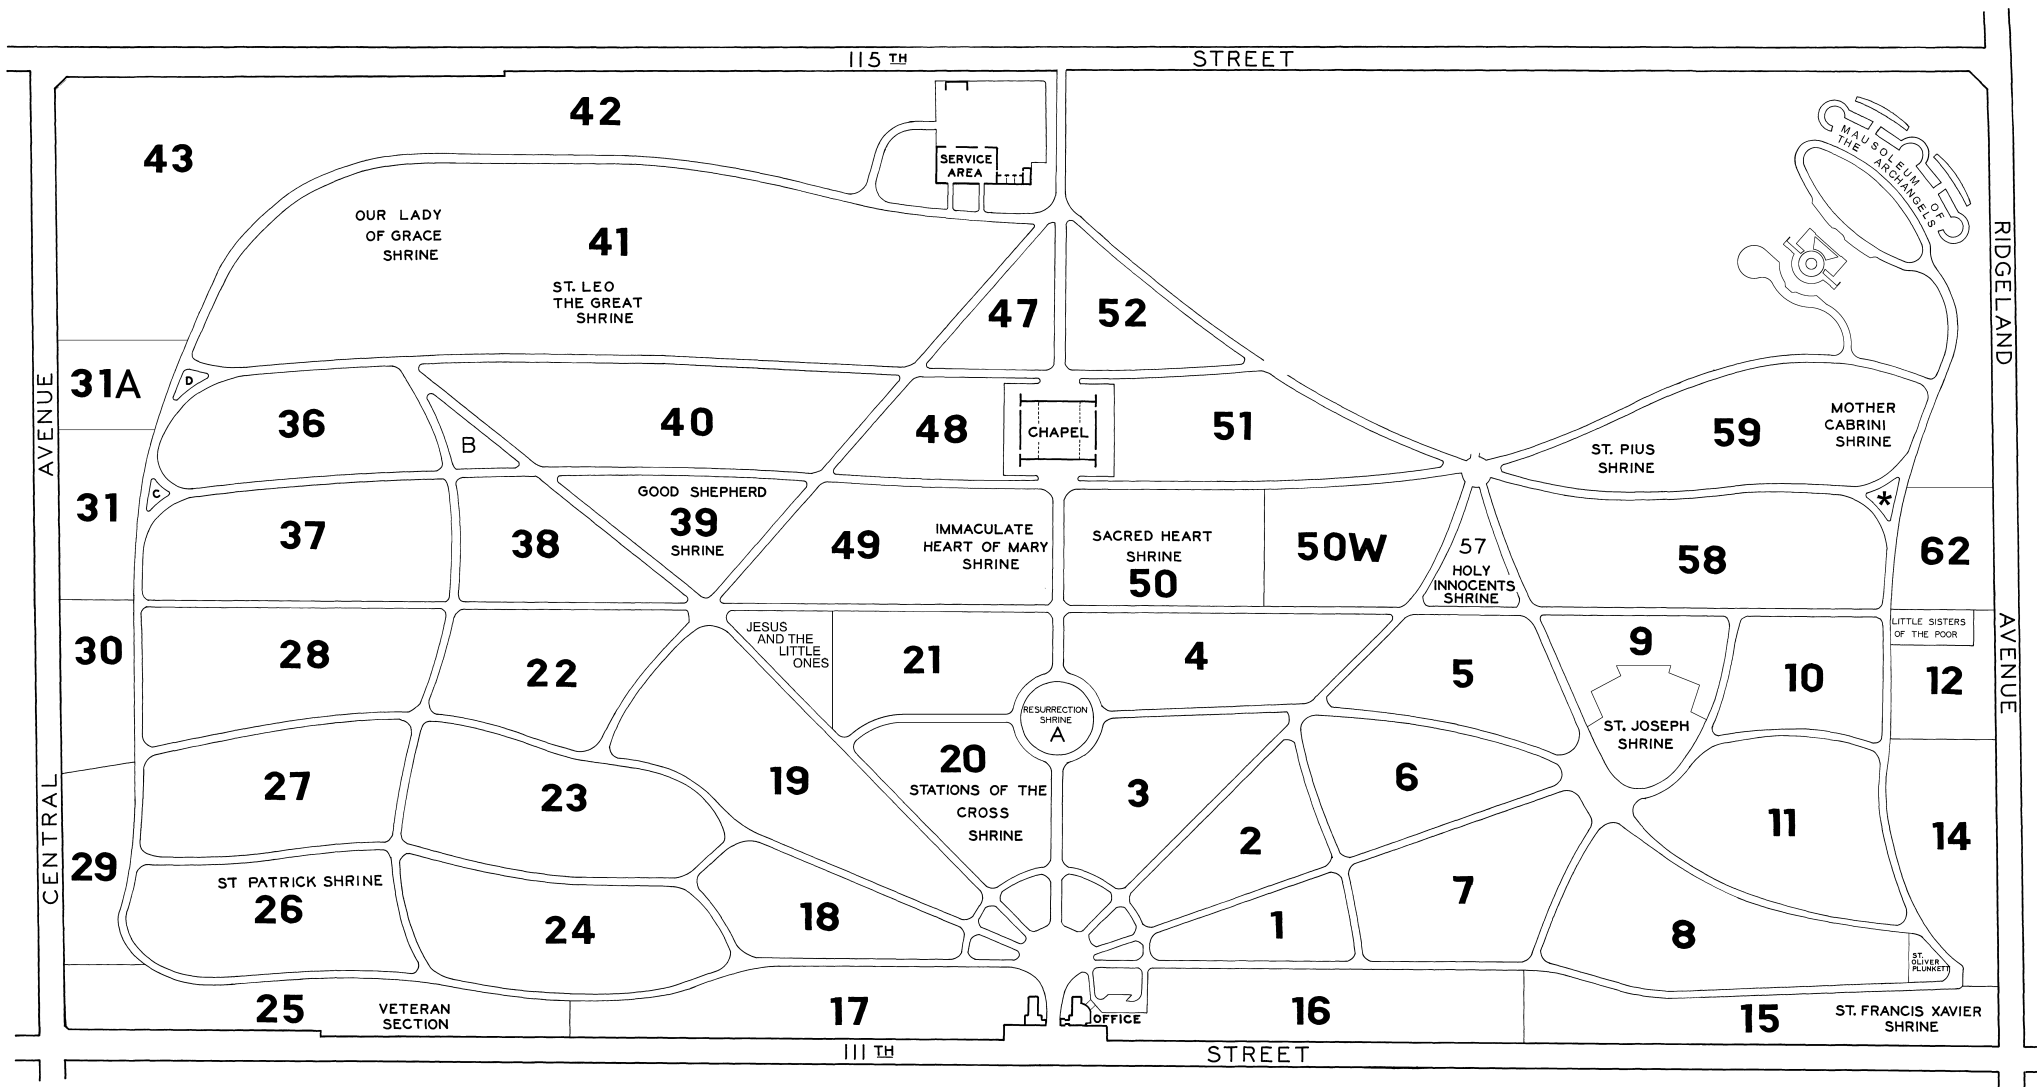 115 TH STREET
42
43
SERVICE
AREA
MAUSOLEUM OF
THE ARCHANGELS
OUR LADY
OF GRACE
SHRINE
41
ST. LEO
THE GREAT
SHRINE
47
52
RIDGELAND
AVENUE
AVENUE
CENTRAL
31A
D
36
B
40
48
CHAPEL
51
ST. PIUS
SHRINE
59
MOTHER
CABRINI
SHRINE
*
31
C
37
38
GOOD SHEPHERD
39
SHRINE
49
IMMACULATE
HEART OF MARY
SHRINE
SACRED HEART
SHRINE
50
50W
57
HOLY
INNOCENTS
SHRINE
58
62
30
28
22
JESUS
AND THE
LITTLE
ONES
21
4
5
9
ST. JOSEPH
SHRINE
10
LITTLE SISTERS
OF THE POOR
12
RESURRECTION
SHRINE
A
27
23
19
20
STATIONS OF THE
CROSS
SHRINE
3
2
6
11
14
29
ST PATRICK SHRINE
26
24
18
1
7
8
ST.
OLIVER
PLUNKETT
25
VETERAN
SECTION
17
OFFICE
16
15
ST. FRANCIS XAVIER
SHRINE
111 TH STREET